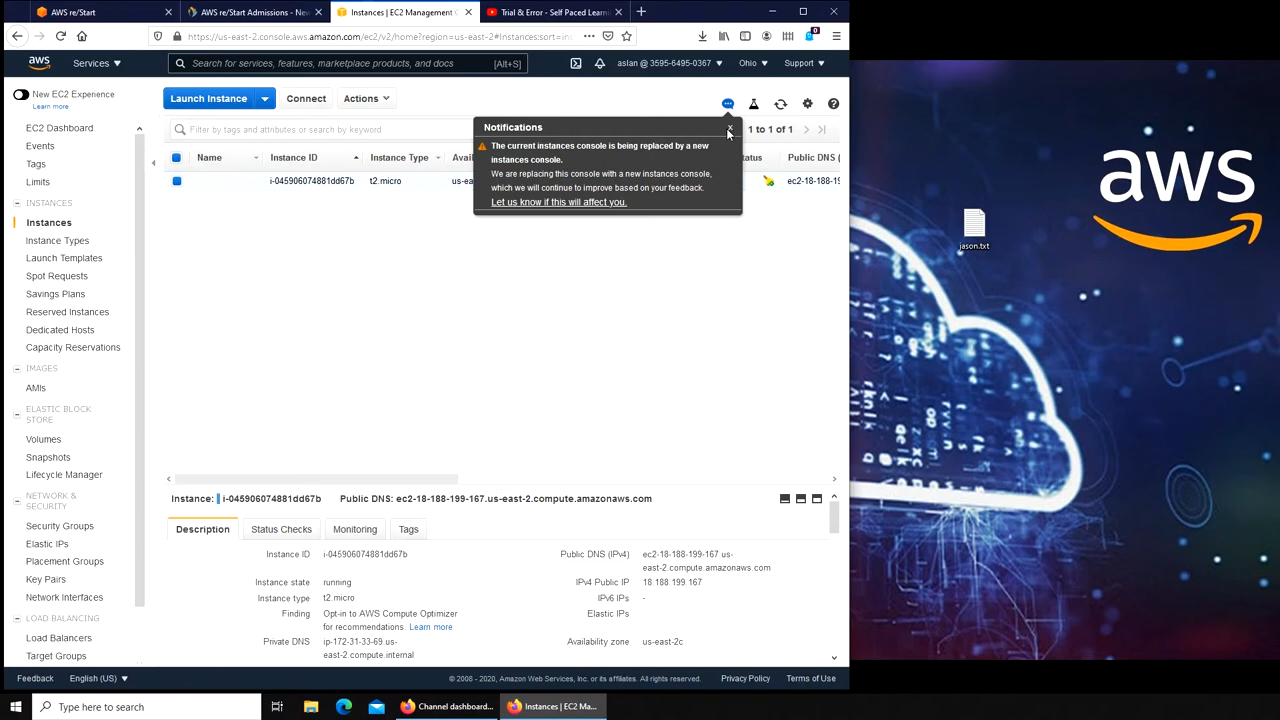 AWS re/Start
AWS re/Start Admissions - New
Instances | EC2 Management C
Trial & Error - Self Paced Learni
https://us-east-2.console.aws.amazon.com/ec2/v2/home?region=us-east-2#Instances:sort=ins
aws
Services
Search for services, features, marketplace products, and docs
[Alt+S]
aslan @ 3595-6495-0367
Ohio
Support
New EC2 Experience
Learn more
EC2 Dashboard
Events
Tags
Limits
INSTANCES
Instances
Instance Types
Launch Templates
Spot Requests
Savings Plans
Reserved Instances
Dedicated Hosts
Capacity Reservations
IMAGES
AMIs
ELASTIC BLOCK
STORE
Volumes
Snapshots
Lifecycle Manager
NETWORK &
SECURITY
Security Groups
Elastic IPs
Placement Groups
Key Pairs
Network Interfaces
LOAD BALANCING
Load Balancers
Target Groups
Launch Instance
Connect
Actions
Filter by tags and attributes or search by keyword
1 to 1 of 1
Name
Instance ID
Instance Type
Avail
tatus
Public DNS (
i-045906074881dd67b
t2.micro
us-ea
ec2-18-188-19
Notifications
The current instances console is being replaced by a new
instances console.
We are replacing this console with a new instances console,
which we will continue to improve based on your feedback.
Let us know if this will affect you.
Instance: i-045906074881dd67b Public DNS: ec2-18-188-199-167.us-east-2.compute.amazonaws.com
Description
Status Checks
Monitoring
Tags
Instance ID i-045906074881dd67b
Public DNS (IPv4) ec2-18-188-199-167.us-
east-2.compute.amazonaws.com
Instance state running
IPv4 Public IP 18.188.199.167
Instance type t2.micro
IPv6 IPs -
Finding Opt-in to AWS Compute Optimizer
for recommendations. Learn more
Elastic IPs
Private DNS ip-172-31-33-69.us-
east-2.compute.internal
Availability zone us-east-2c
Feedback
English (US)
© 2008 - 2020, Amazon Web Services, Inc. or its affiliates. All rights reserved.
Privacy Policy
Terms of Use
jason.txt
aws
Type here to search
Channel dashboard...
Instances | EC2 Ma...
0